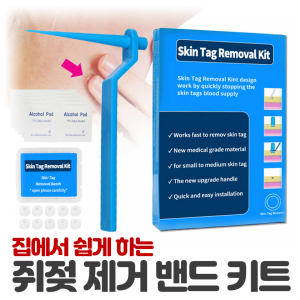 Skin Tag Removal Kit
Skin Tag Removal Kint design
work by quickly stopping the
skin tags blood supply
✓Works fast to remov skin tag
✓New medical grade material
✓for small to medium skin tag
✓The new upgrade handle
✓Quick and easy installation
Alcohol Pad
Alcohol Pad
Skin Tag Removal Kit
Skin Tag
Removal Bands
집에서 쉽게 하는
쥐젖 제거 밴드 키트